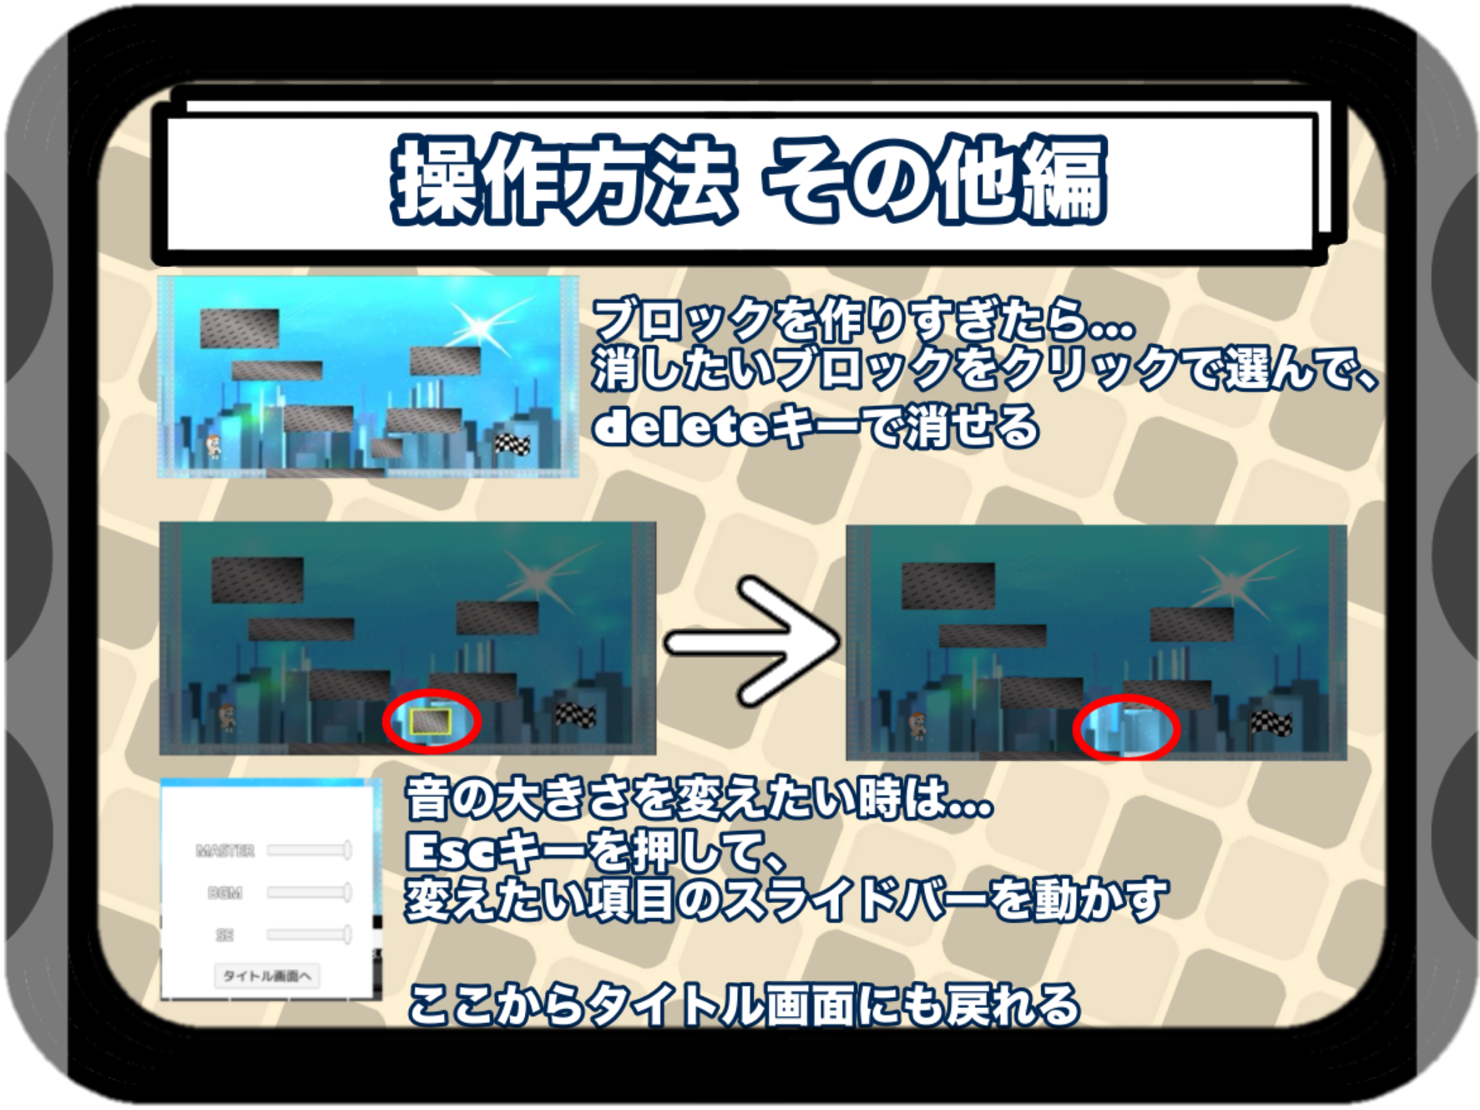 操作方法 その他編
ブロックを作りすぎたら...
消したいブロックをクリックで選んで、
deleteキーで消せる
音の大きさを変えたい時は...
Escキーを押して、
変えたい項目のスライドバーを動かす
MASTER
BGM
SE
タイトル画面へ
ここからタイトル画面にも戻れる